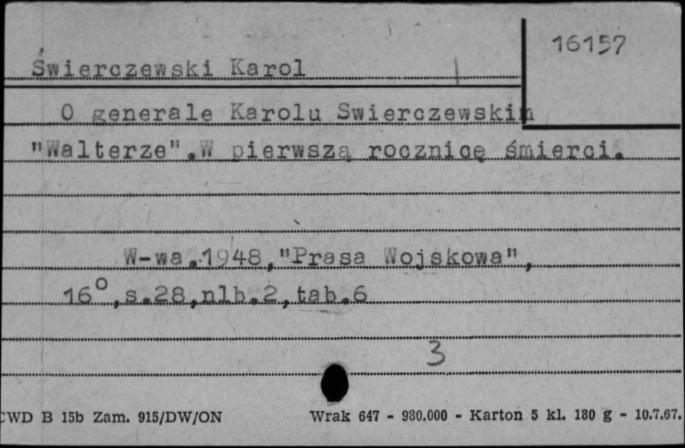 16157
Świerczewski Karol
O generale Karolu Swierczewskim
"Walterze".W pierwszą rocznicę śmierci.
W-wa.1948,"Prasa Wojskowa",
16°,s.28,nlb.2,tab.6
3
CWD B 15b Zam. 915/DW/ON Wrak 647 - 980.000 - Karton 5 kl. 180 g - 10.7.67.